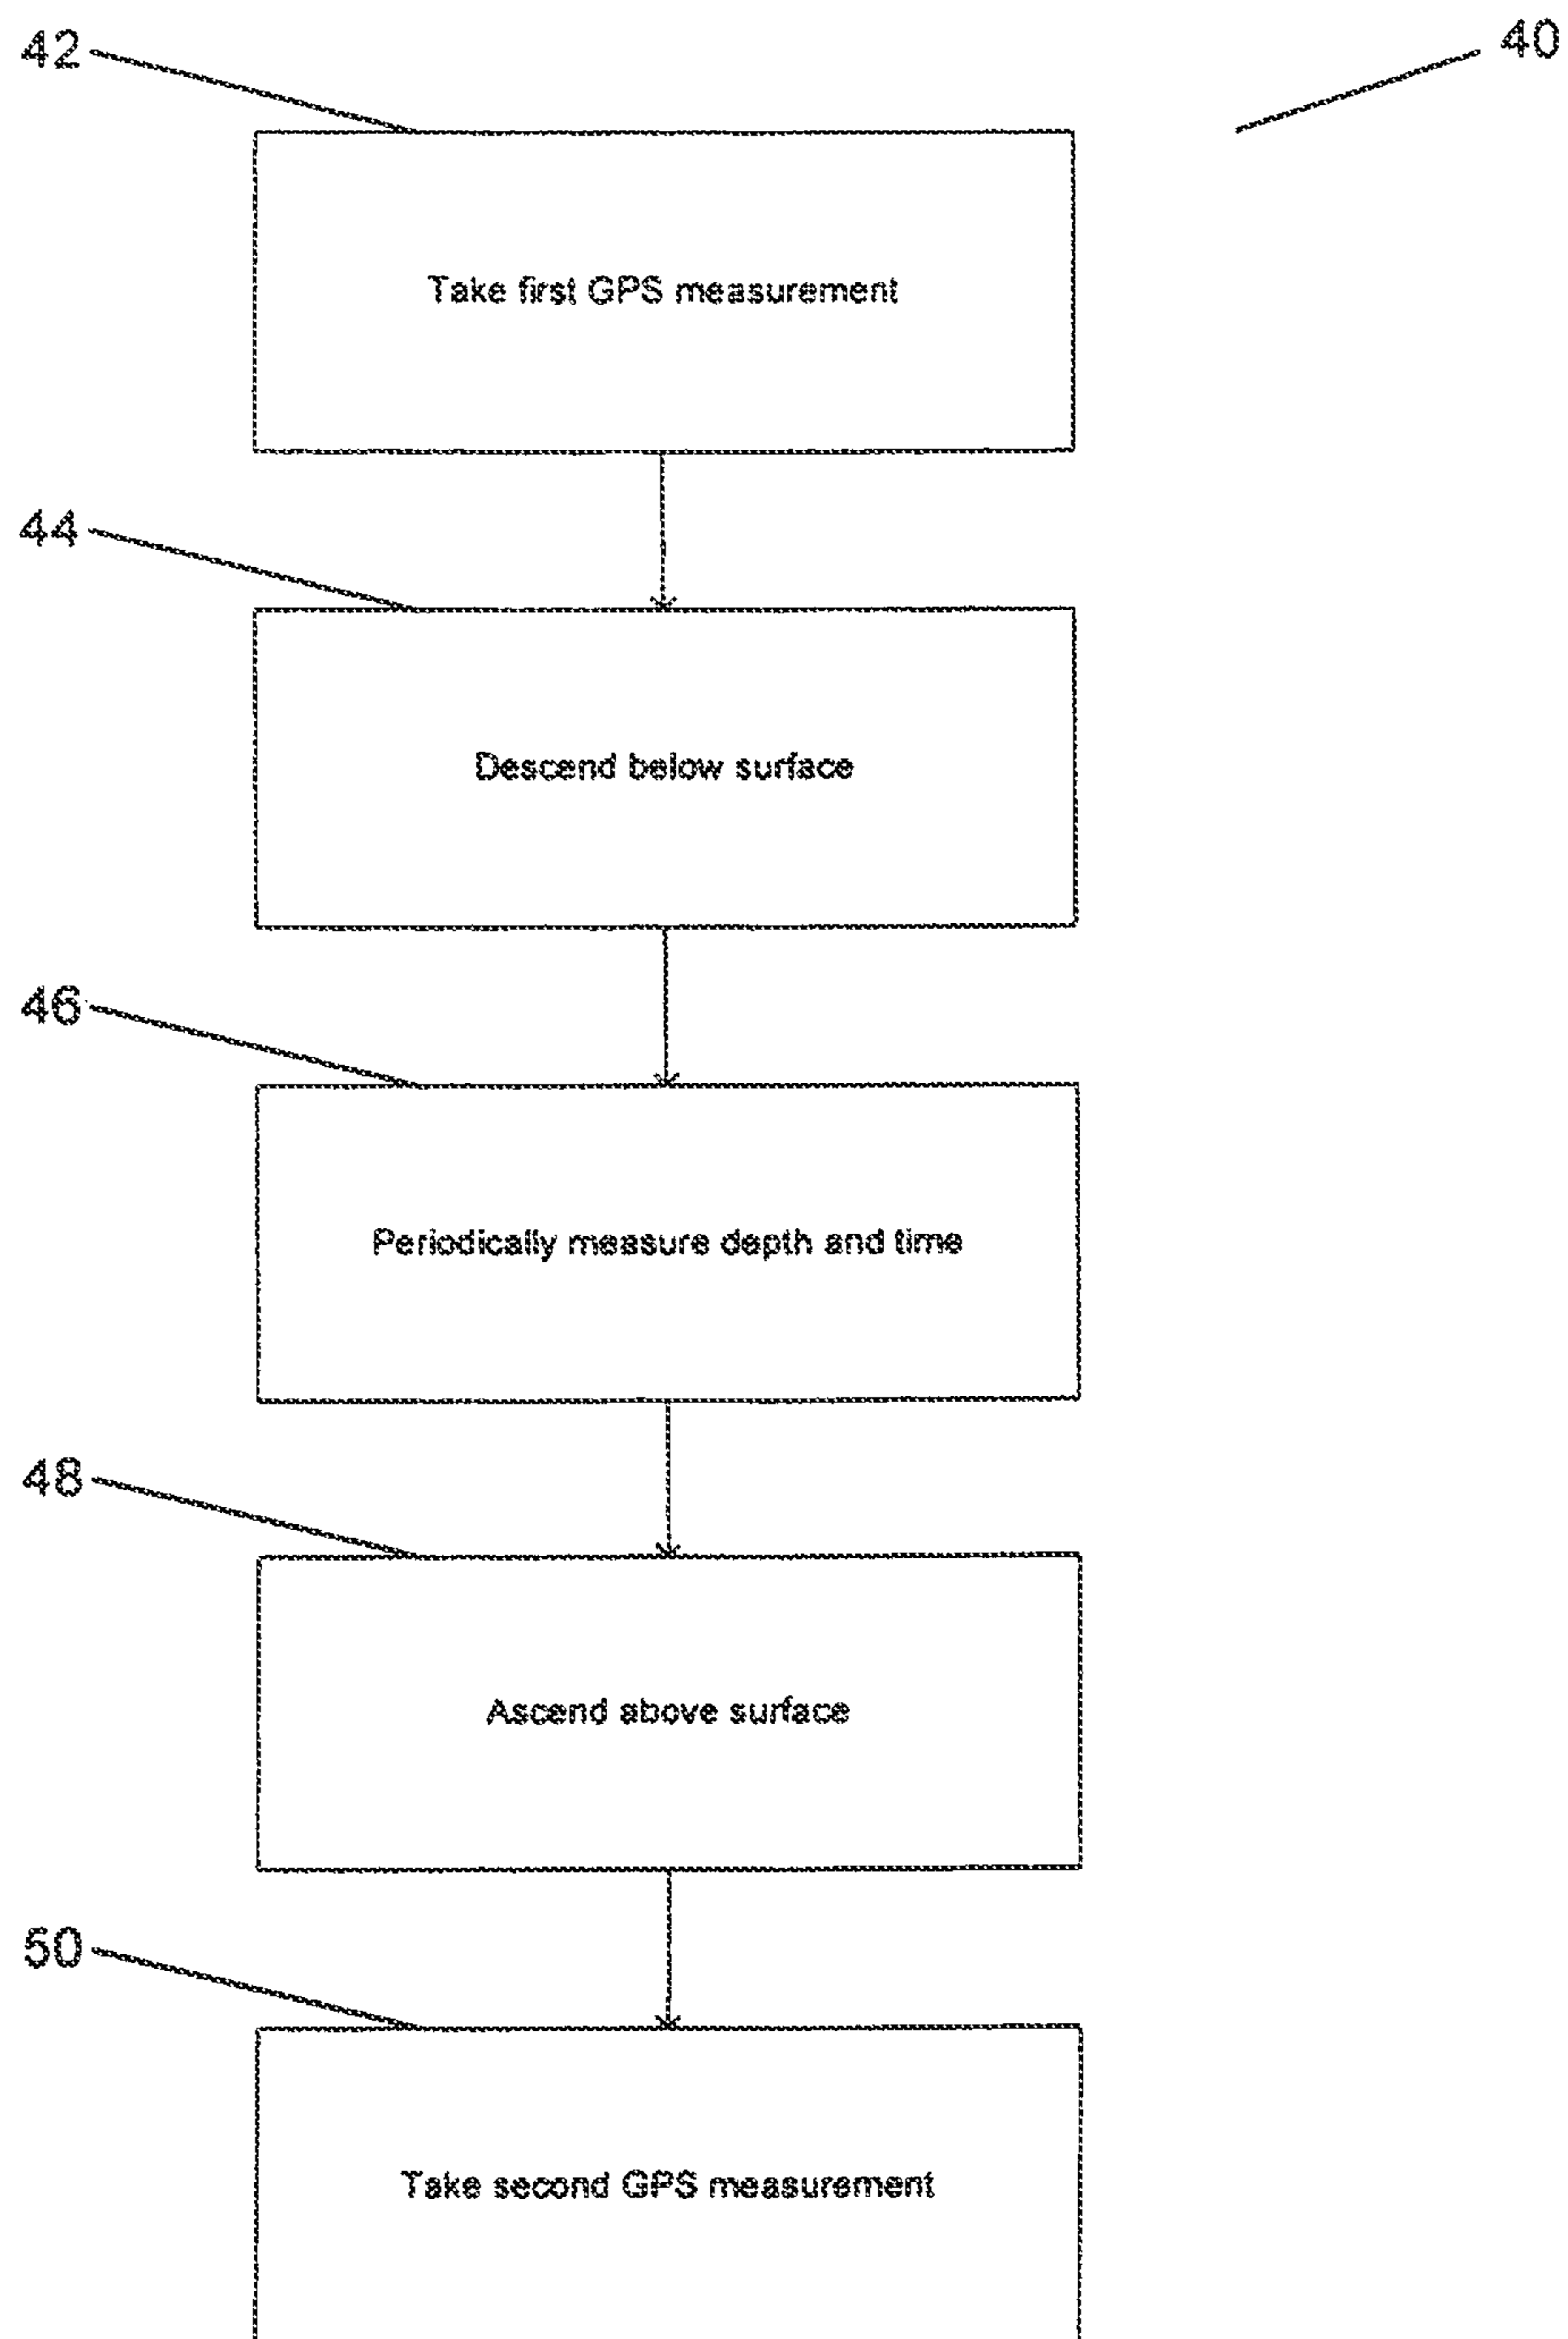 42
40
Take first GPS measurement
44
Descend below surface
46
Periodically measure depth and time
48
Ascend above surface
50
Take second GPS measurement